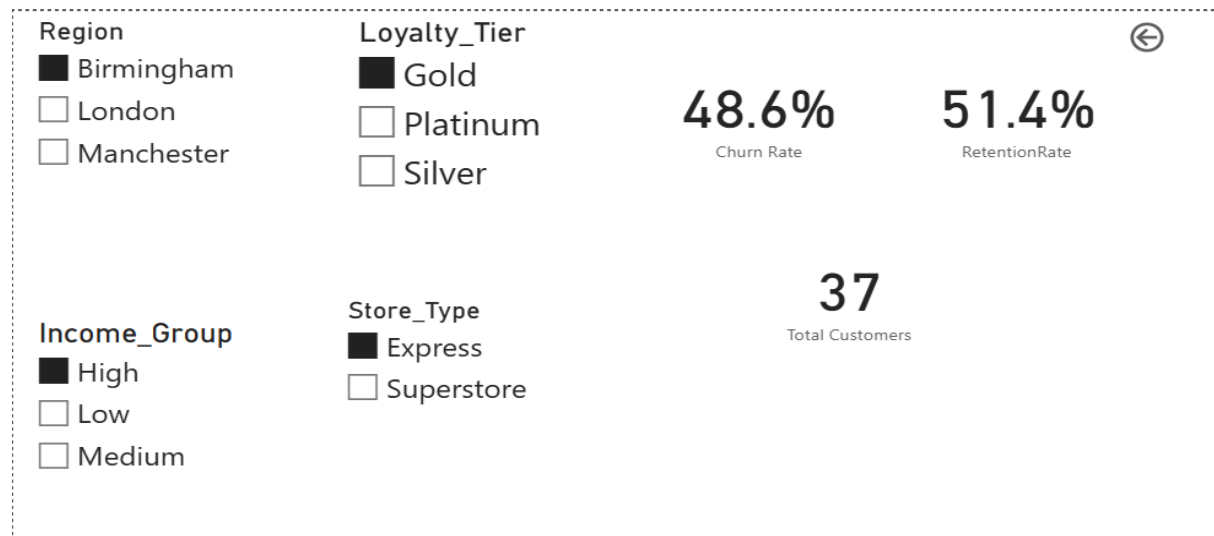 Region
Birmingham
London
Manchester
Loyalty_Tier
Gold
Platinum
Silver
48.6%
Churn Rate
51.4%
RetentionRate
37
Total Customers
Income_Group
High
Low
Medium
Store_Type
Express
Superstore